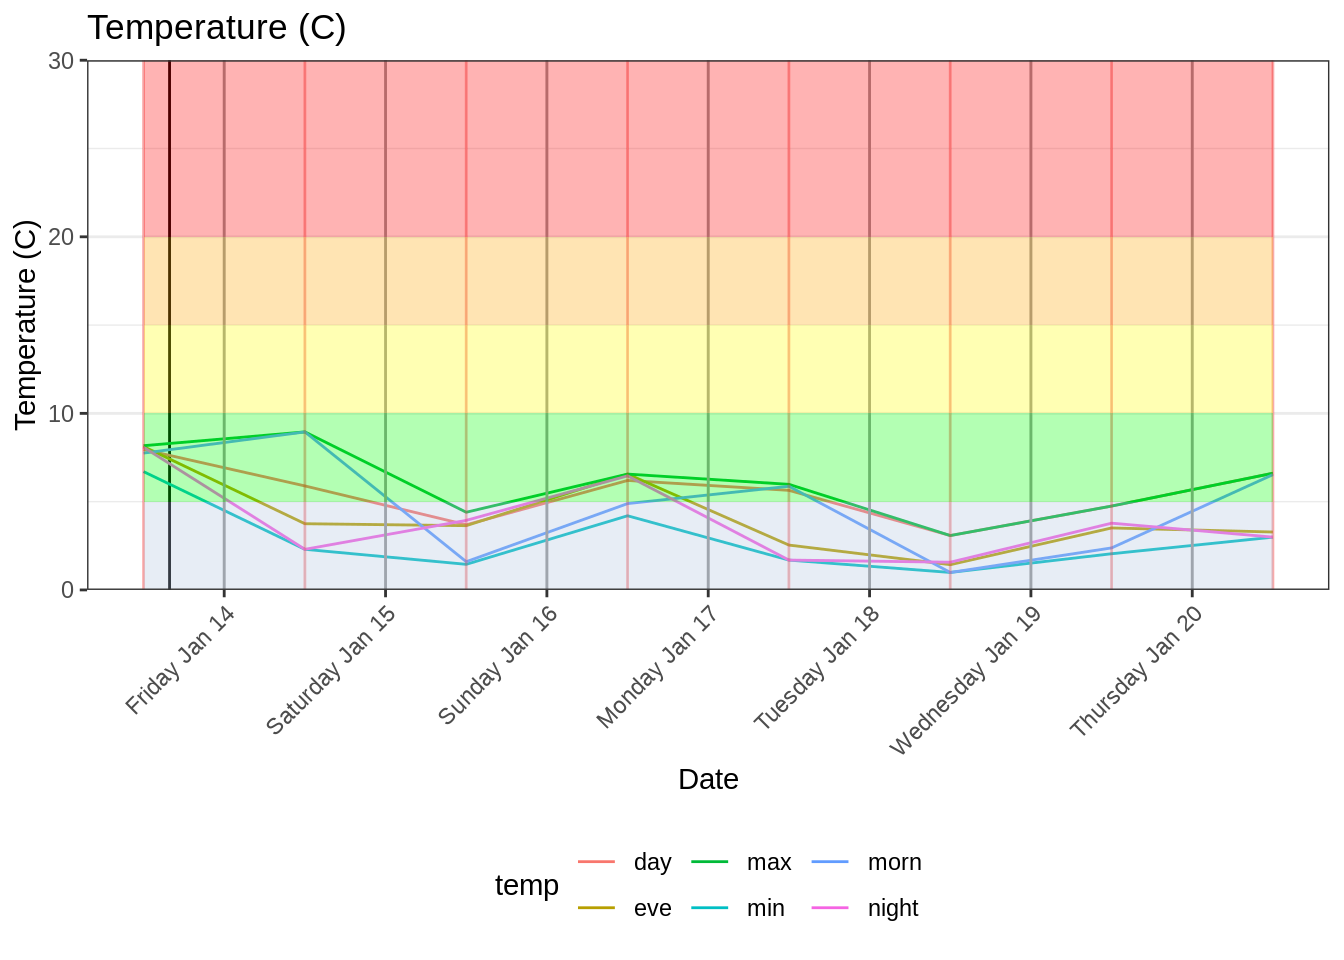 Temperature (C)
Temperature (C)
30
20
10
0
Friday Jan 14
Saturday Jan 15
Sunday Jan 16
Monday Jan 17
Tuesday Jan 18
Wednesday Jan 19
Thursday Jan 20
Date
temp
day max morn
eve min night